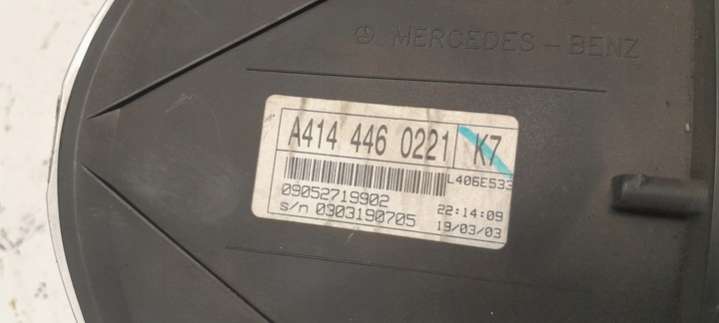 MERCEDES-BENZ
A414 446 0221 K7
L406E533
09052719902 22:14:09
s/n 0303190705 19/03/03